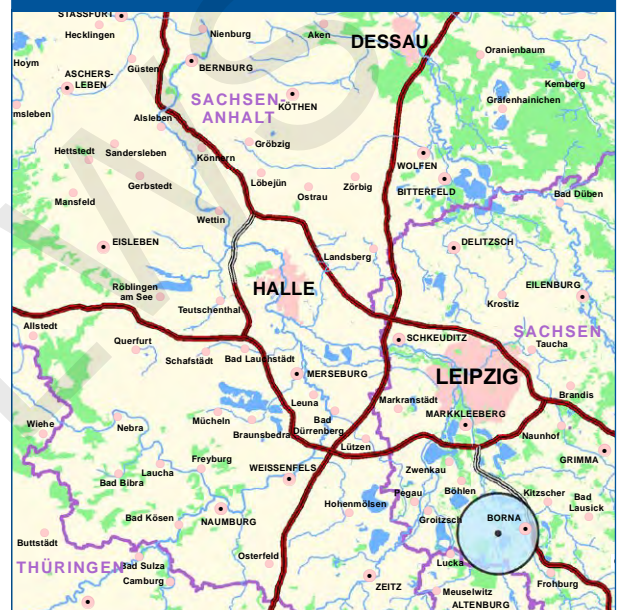 STASSFURT
Hecklingen
Nienburg
Aken
DESSAU
Oranienbaum
Hoym
Güsten
BERNBURG
ASCHERS-
LEBEN
Kemberg
SACHSEN-
ANHALT
KÖTHEN
Gräfenhainichen
msleben
Alsleben
Hettstedt
Sandersleben
Könnern
Gröbzig
WOLFEN
Gerbstedt
Löbejün
Ostrau
Zörbig
BITTERFELD
Bad Düben
Mansfeld
Wettin
EISLEBEN
DELITZSCH
Landsberg
Röblingen
am See
HALLE
EILENBURG
Teutschenthal
Krostiz
Allstedt
Querfurt
SCHKEUDITZ
SACHSEN
Taucha
Schafstädt
Bad Lauchstädt
MERSEBURG
LEIPZIG
Brandis
Leuna
Markranstädt
Wiehe
Nebra
Mücheln
Bad
Dürrenberg
MARKKLEEBERG
Braunsbedra
Lützen
Naunhof
Freyburg
Laucha
WEISSENFELS
Zwenkau
GRIMMA
Bad Bibra
Pegau
Böhlen
Kitzscher
Bad
Lausick
Hohenmölsen
Bad Kösen
NAUMBURG
Groitzsch
BORNA
Buttstädt
THÜRINGEN
Bad Sulza
Osterfeld
Lucka
Camburg
ZEITZ
Frohburg
Meuselwitz
ALTENBURG